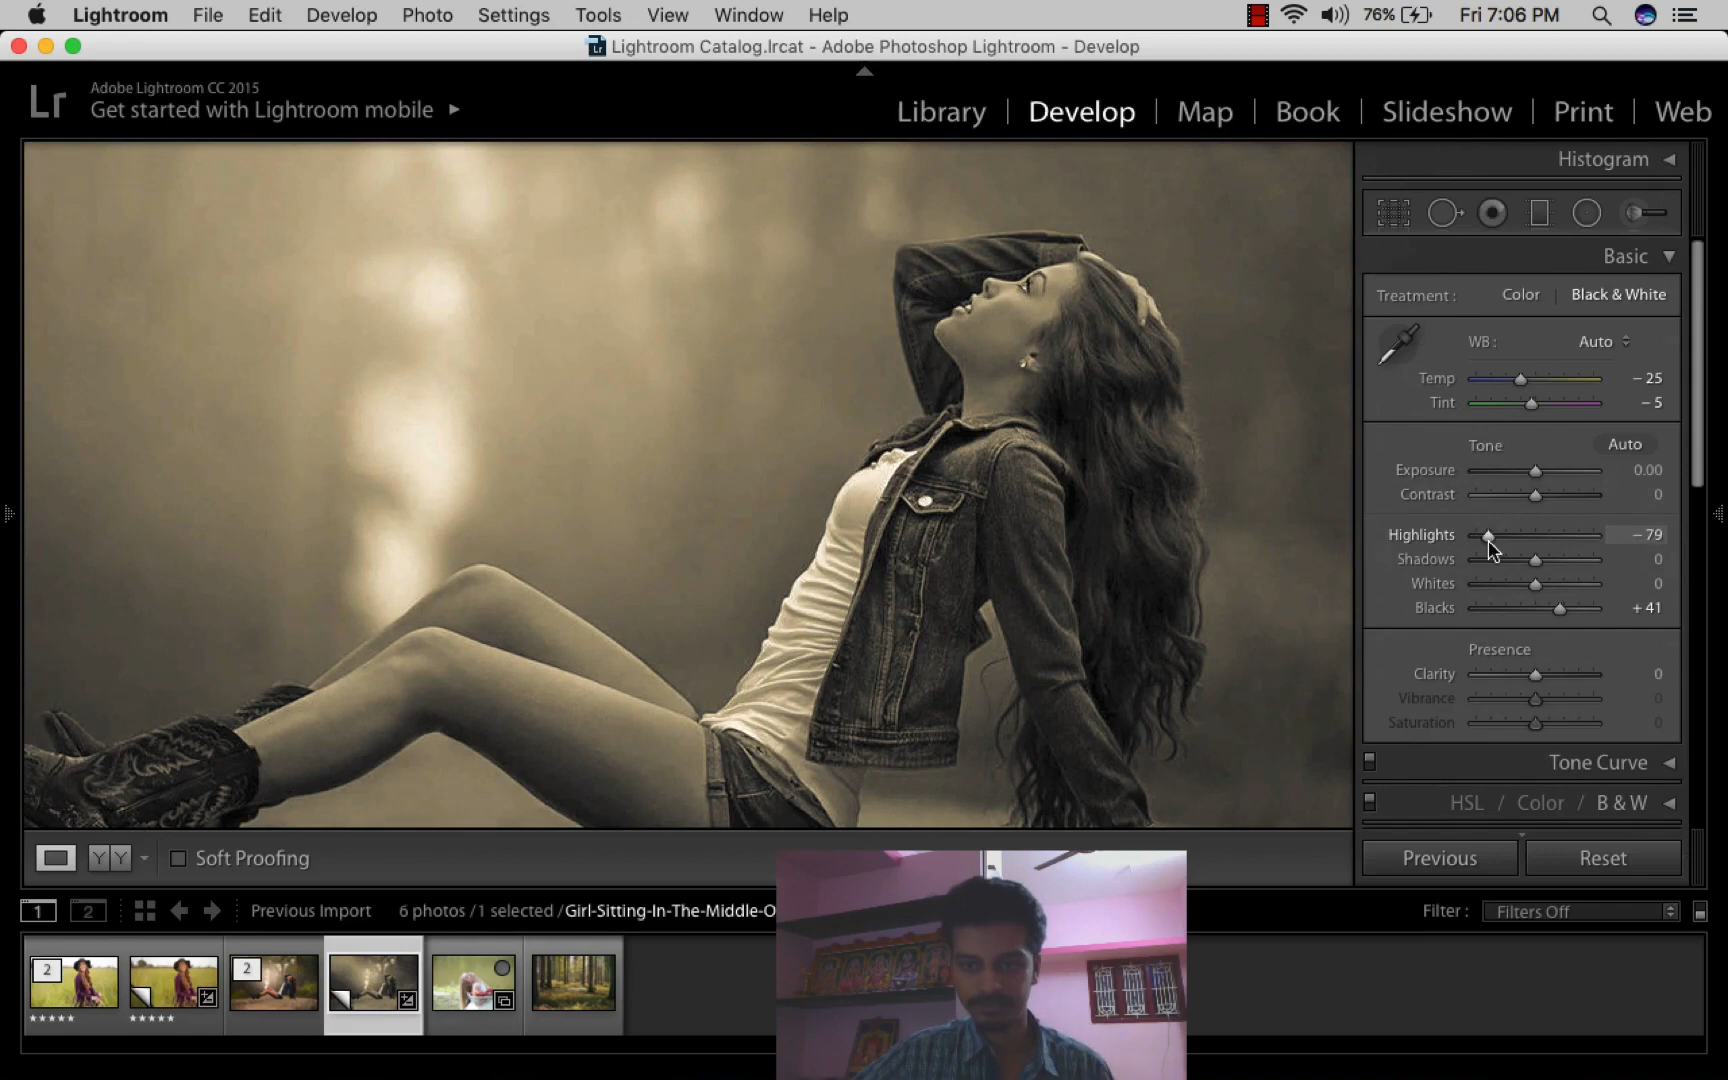 Lightroom File Edit Develop Photo Settings Tools View Window Help 76% Fri 7:06 PM
Lr Lightroom Catalog.lrcat - Adobe Photoshop Lightroom - Develop
Lr Adobe Lightroom CC 2015
Get started with Lightroom mobile
Library Develop Map Book Slideshow Print Web
Histogram
Basic
Treatment : Color Black & White
WB : Auto
Temp − 25
Tint − 5
Tone Auto
Exposure 0.00
Contrast 0
Highlights − 79
Shadows 0
Whites 0
Blacks + 41
Presence
Clarity 0
Vibrance 0
Saturation 0
Tone Curve
HSL / Color / B & W
YY Soft Proofing Previous Reset
1 2 Previous Import 6 photos / 1 selected / Girl-Sitting-In-The-Middle-O Filter : Filters Off
2 2